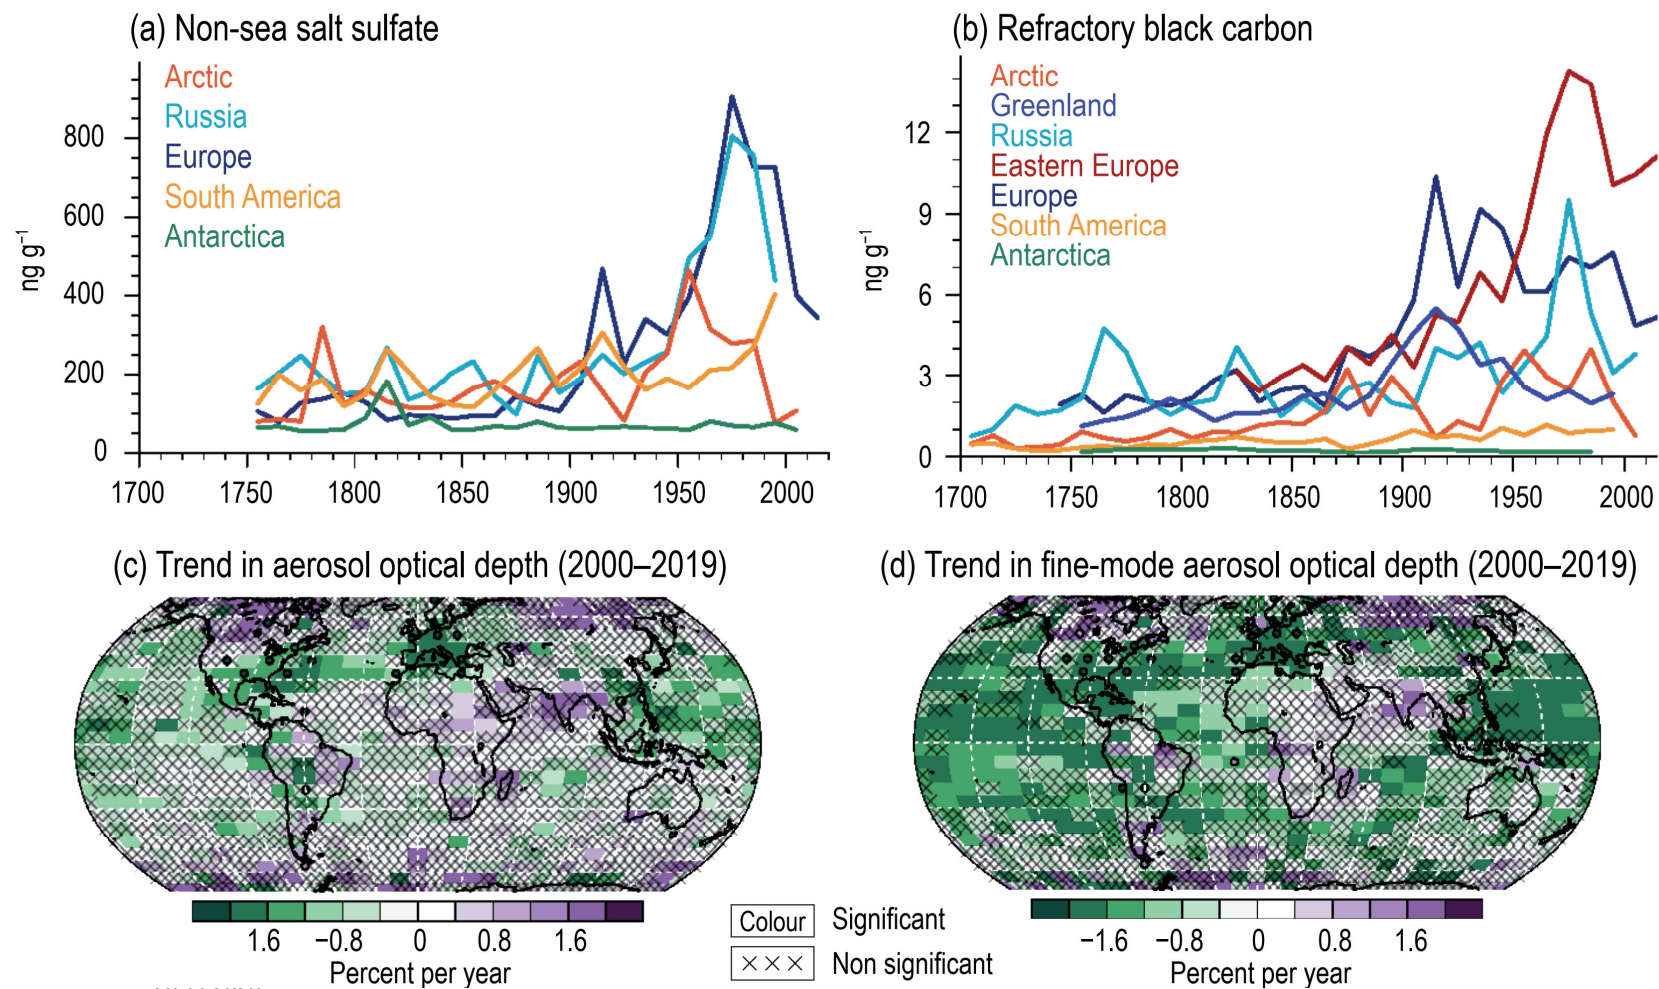 (a) Non-sea salt sulfate
Arctic
Russia
Europe
South America
Antarctica
ng g⁻¹
800
600
400
200
0
1700 1750 1800 1850 1900 1950 2000
(b) Refractory black carbon
Arctic
Greenland
Russia
Eastern Europe
Europe
South America
Antarctica
ng g⁻¹
12
9
6
3
0
1700 1750 1800 1850 1900 1950 2000
(c) Trend in aerosol optical depth (2000–2019)
1.6 −0.8 0 0.8 1.6
Percent per year
Colour Significant
××× Non significant
(d) Trend in fine-mode aerosol optical depth (2000–2019)
−1.6 −0.8 0 0.8 1.6
Percent per year